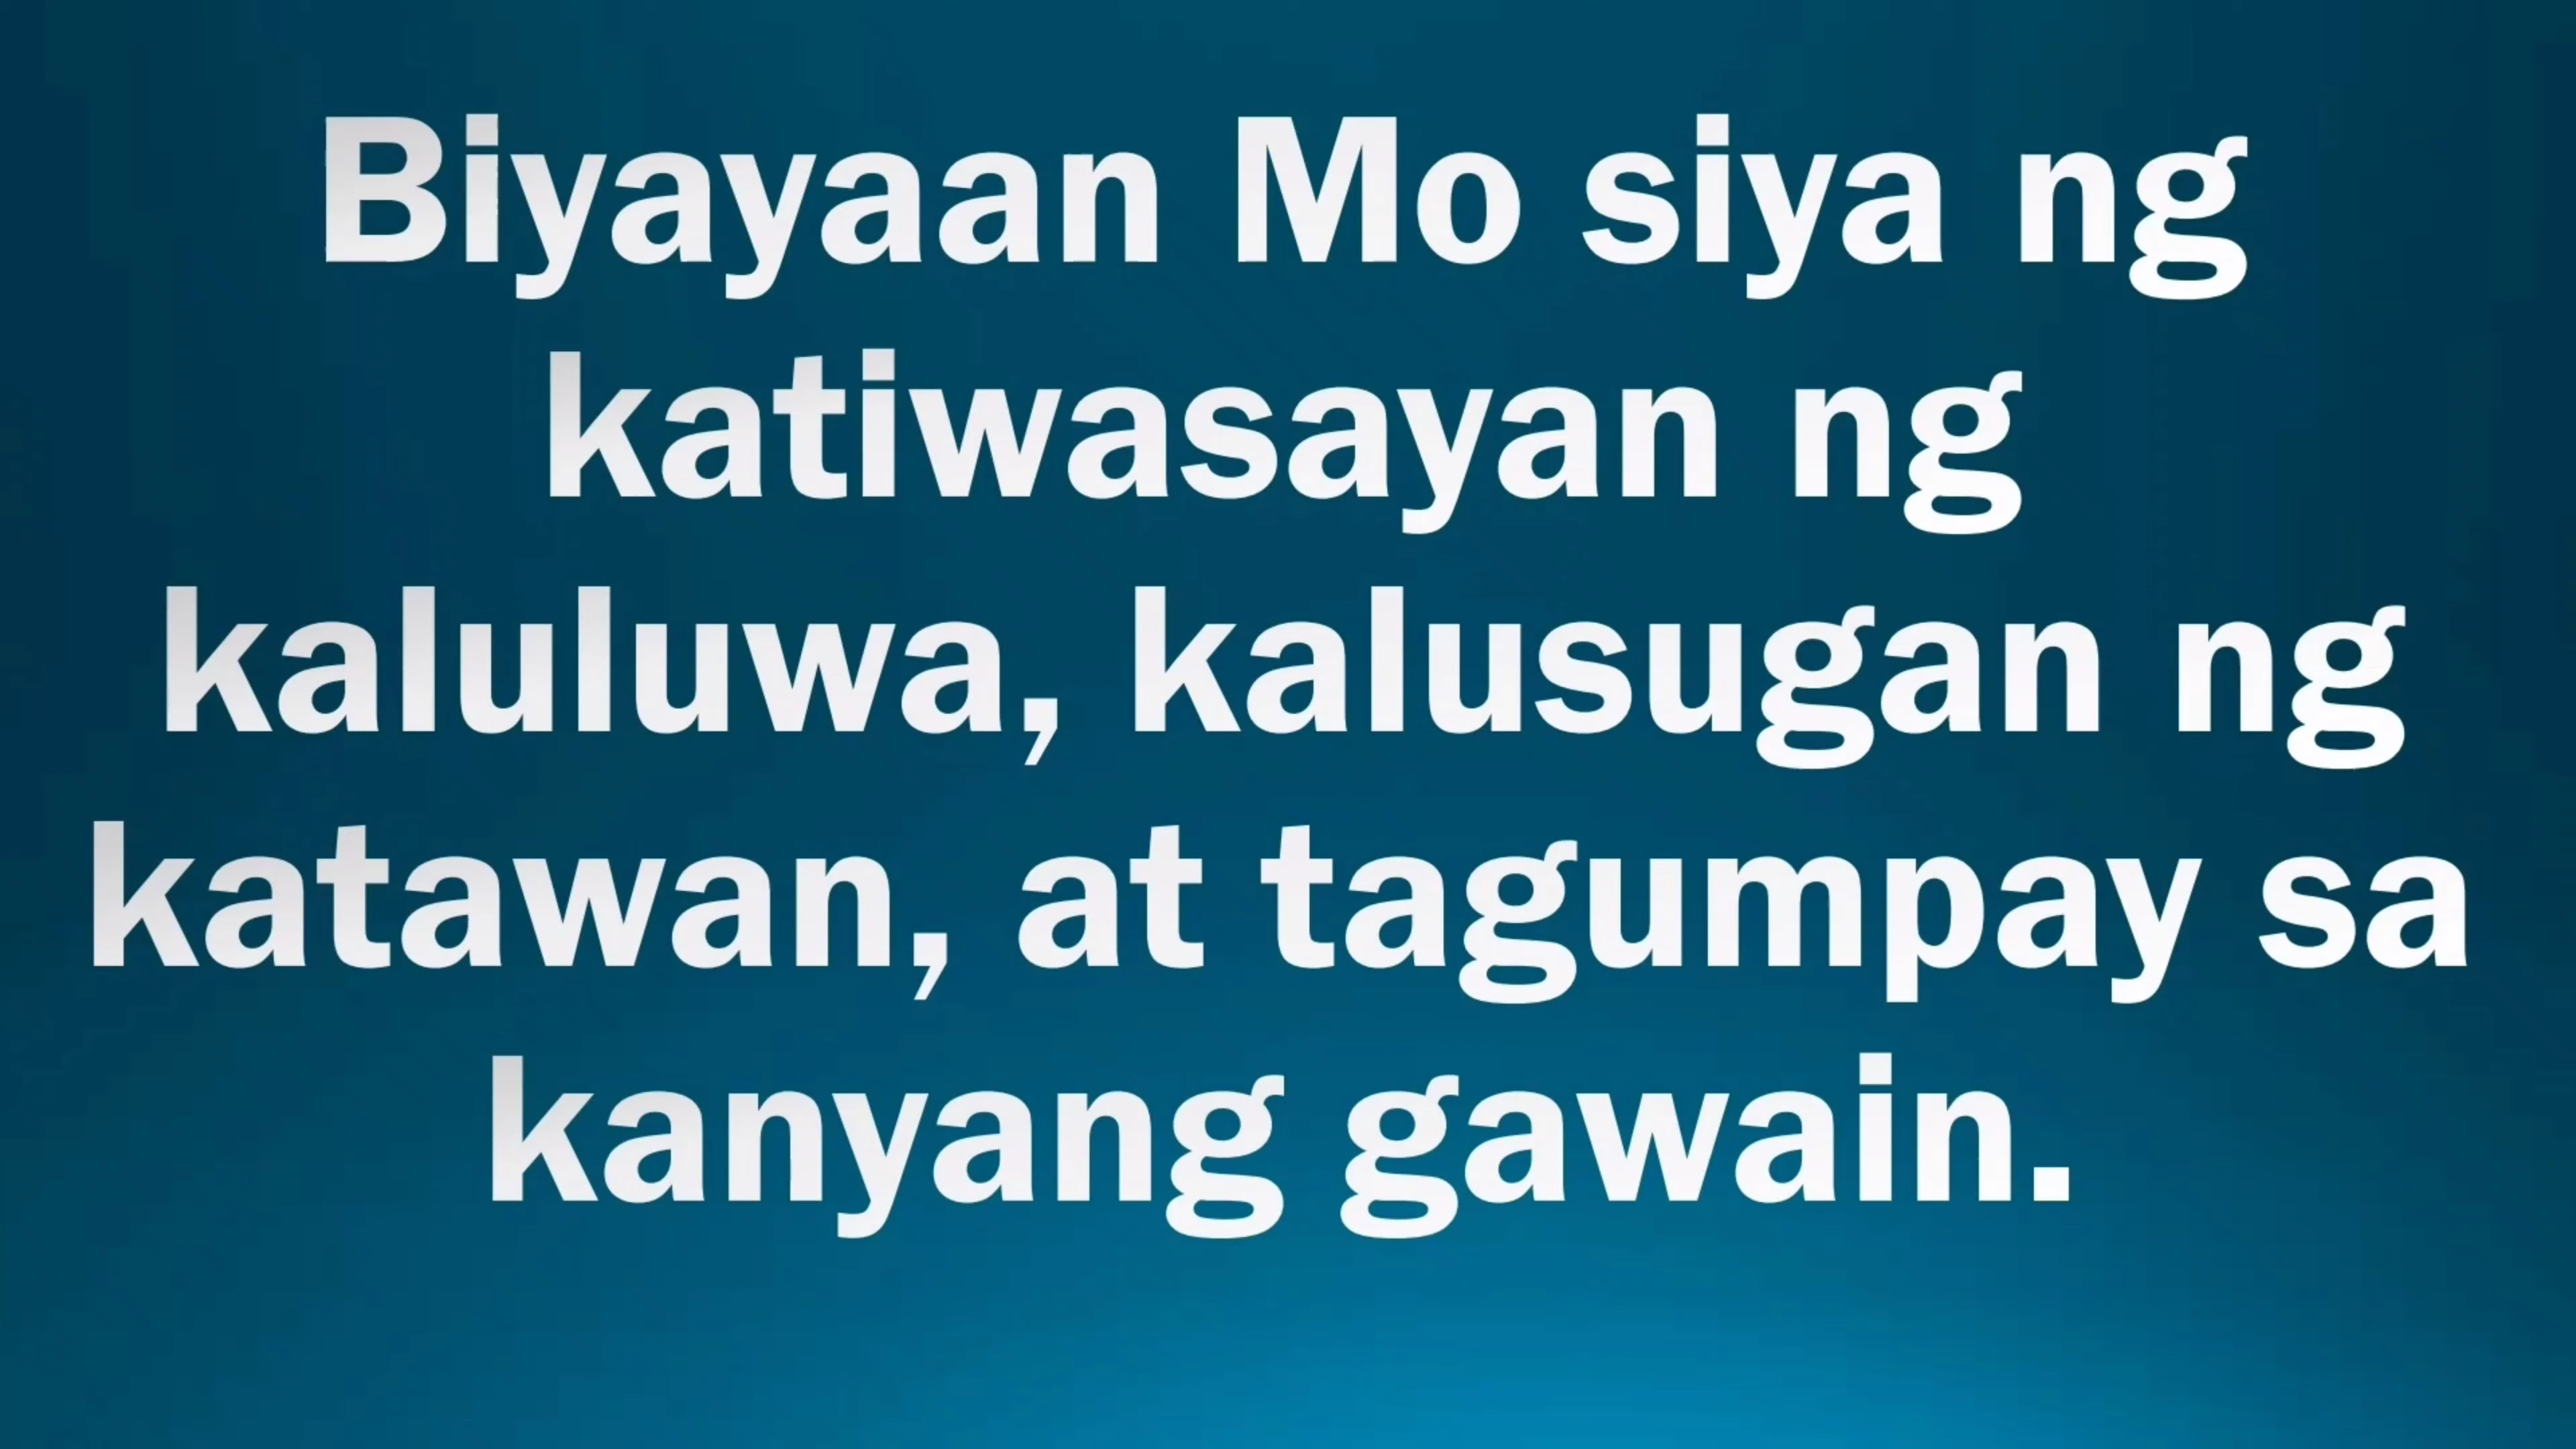 Biyayaan Mo siya ng
katiwasayan ng
kaluluwa, kalusugan ng
katawan, at tagumpay sa
kanyang gawain.